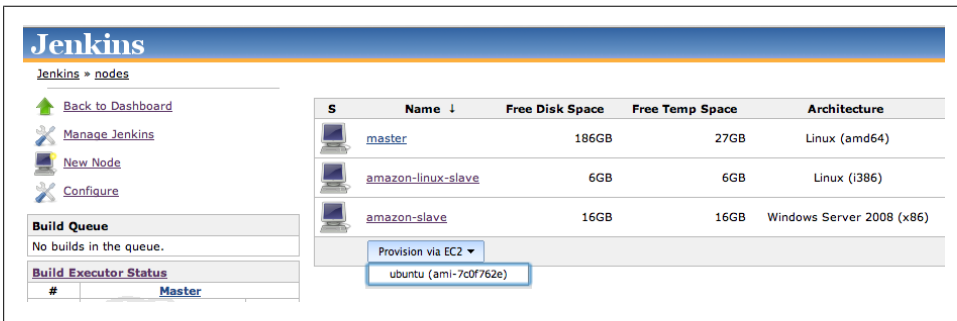 Jenkins
Jenkins » nodes
Back to Dashboard
Manage Jenkins
New Node
Configure
Build Queue
No builds in the queue.
Build Executor Status
# Master
S Name ↓ Free Disk Space Free Temp Space Architecture
master 186GB 27GB Linux (amd64)
amazon-linux-slave 6GB 6GB Linux (i386)
amazon-slave 16GB 16GB Windows Server 2008 (x86)
Provision via EC2
ubuntu (ami-7c0f762e)